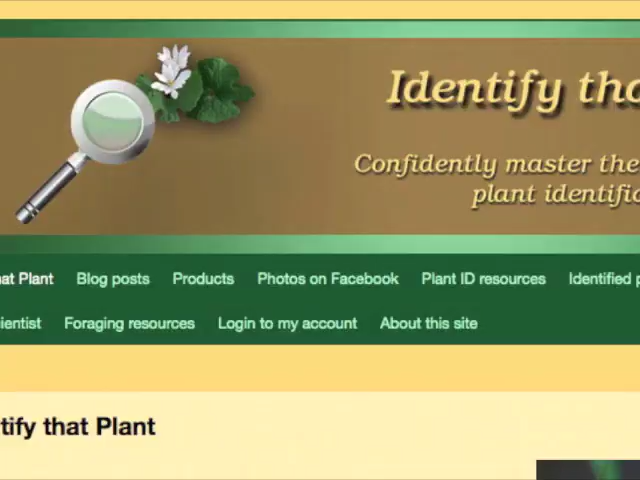 Identify tha
Confidently master the
plant identific
at Plant Blog posts Products Photos on Facebook Plant ID resources Identified p
ientist Foraging resources Login to my account About this site
tify that Plant